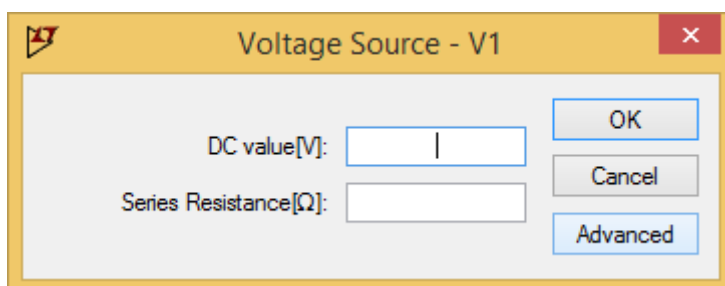 Voltage Source - V1
DC value[V]:
OK
Series Resistance[Ω]:
Cancel
Advanced